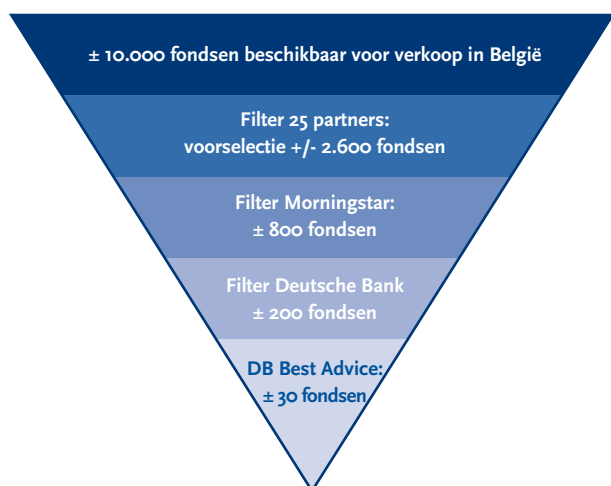 ± 10.000 fondsen beschikbaar voor verkoop in België
Filter 25 partners:
voorselectie +/- 2.600 fondsen
Filter Morningstar:
± 800 fondsen
Filter Deutsche Bank
± 200 fondsen
DB Best Advice:
± 30 fondsen